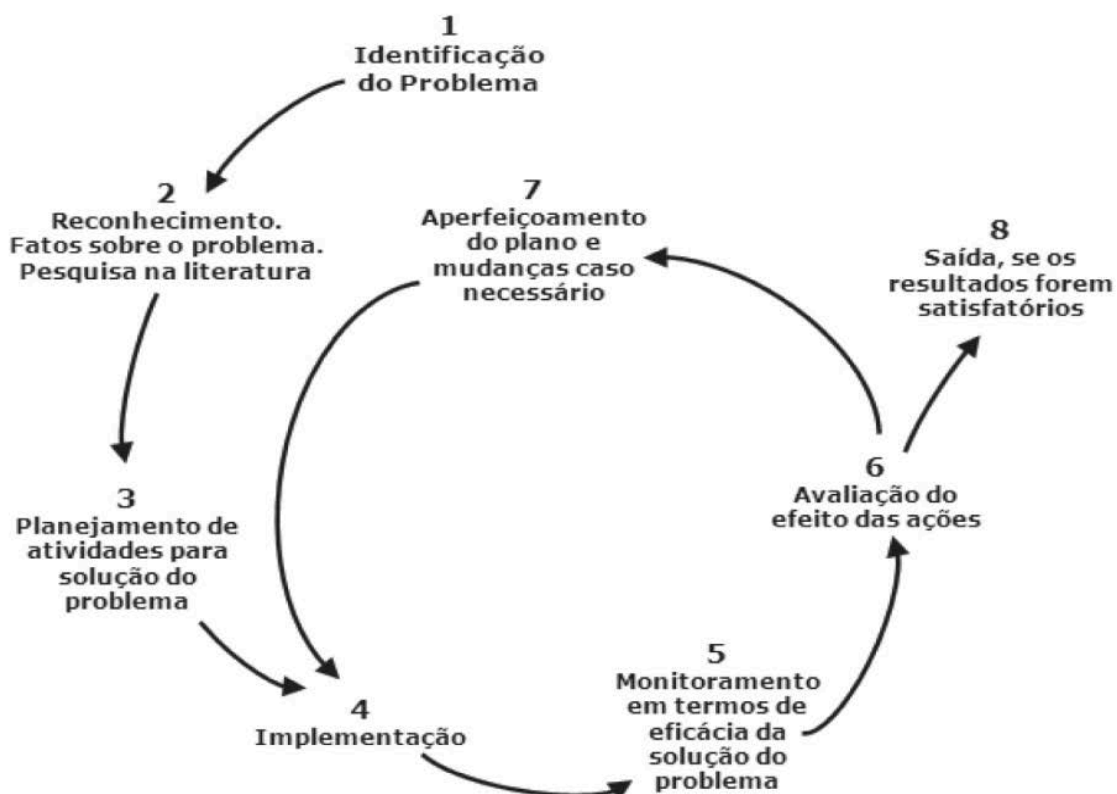 1
Identificação
do Problema
2
Reconhecimento.
Fatos sobre o problema.
Pesquisa na literatura
3
Planejamento de
atividades para
solução do
problema
4
Implementação
5
Monitoramento
em termos de
eficácia da
solução do
problema
6
Avaliação do
efeito das ações
7
Aperfeiçoamento
do plano e
mudanças caso
necessário
8
Saída, se os
resultados forem
satisfatórios